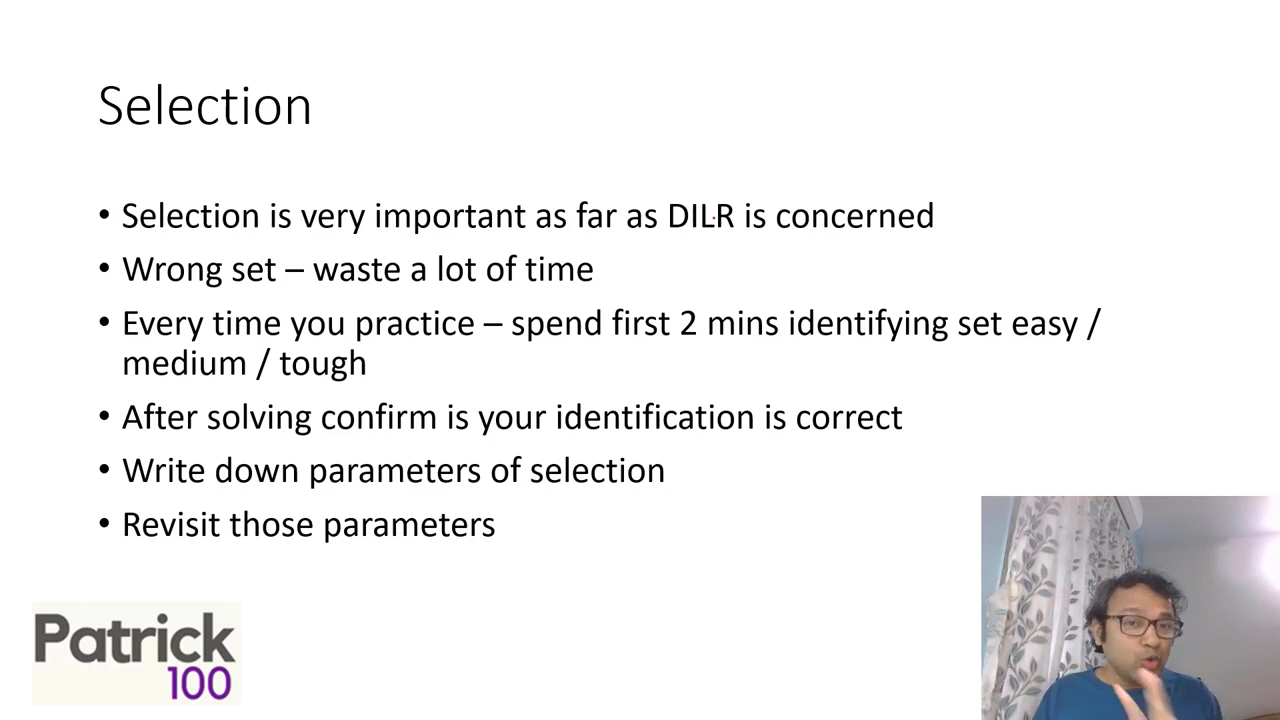 Selection
• Selection is very important as far as DILR is concerned
• Wrong set – waste a lot of time
• Every time you practice – spend first 2 mins identifying set easy /
medium / tough
• After solving confirm is your identification is correct
• Write down parameters of selection
• Revisit those parameters
Patrick
100